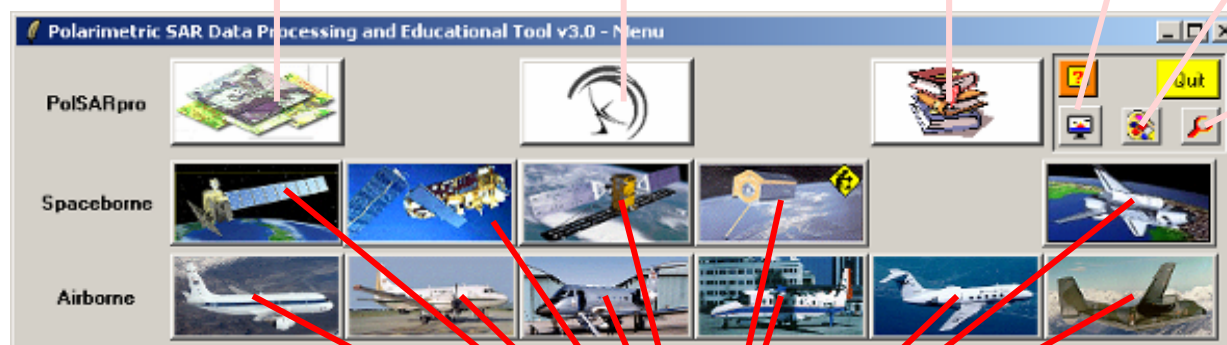 Polarimetric SAR Data Processing and Educational Tool v3.0 - Menu
PolSARpro
?
Quit
Spaceborne
Airborne